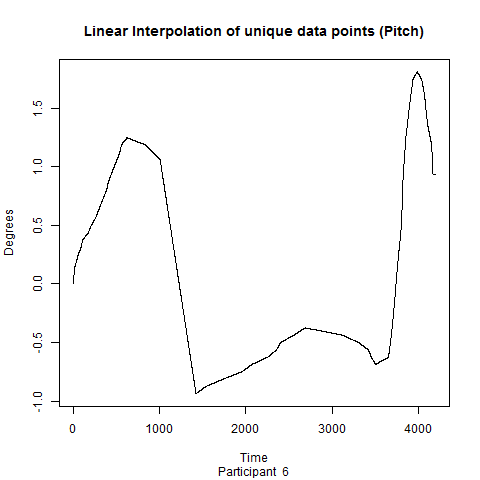 Linear Interpolation of unique data points (Pitch)
Degrees
1.5
1.0
0.5
0.0
-0.5
-1.0
0 1000 2000 3000 4000
Time
Participant 6